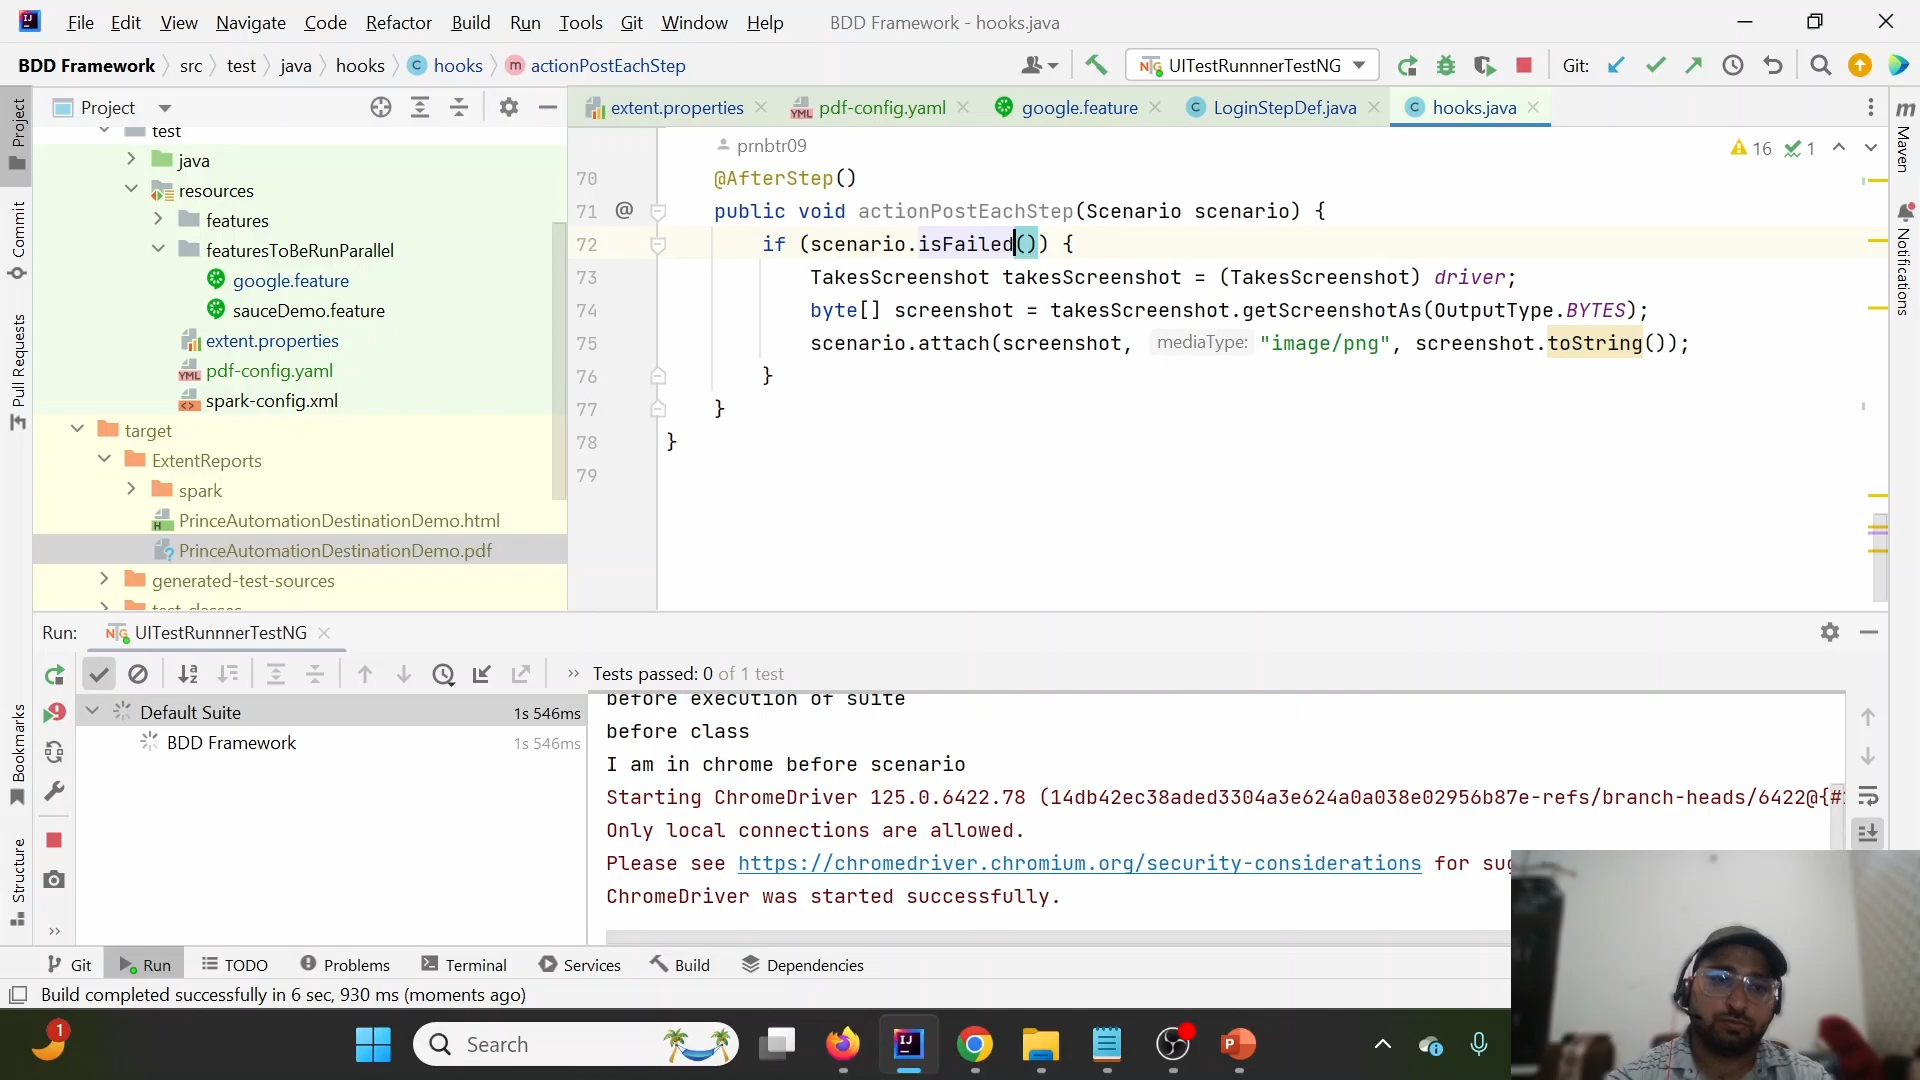 File Edit View Navigate Code Refactor Build Run Tools Git Window Help BDD Framework - hooks.java
BDD Framework src test java hooks hooks actionPostEachStep UITestRunnnerTestNG Git:
Project
extent.properties pdf-config.yaml google.feature LoginStepDef.java hooks.java
test
java
resources
features
featuresToBeRunParallel
google.feature
sauceDemo.feature
extent.properties
pdf-config.yaml
spark-config.xml
target
ExtentReports
spark
PrinceAutomationDestinationDemo.html
PrinceAutomationDestinationDemo.pdf
generated-test-sources
test-classes
prnbtr09
16 1
70 @AfterStep()
71 @ public void actionPostEachStep(Scenario scenario) {
72 if (scenario.isFailed()) {
73 TakesScreenshot takesScreenshot = (TakesScreenshot) driver;
74 byte[] screenshot = takesScreenshot.getScreenshotAs(OutputType.BYTES);
75 scenario.attach(screenshot, mediaType: "image/png", screenshot.toString());
76 }
77 }
78 }
79
Project
Commit
Pull Requests
Bookmarks
Structure
Maven
Notifications
Run: UITestRunnnerTestNG
Tests passed: 0 of 1 test
Default Suite 1s 546ms
BDD Framework 1s 546ms
before execution of suite
before class
I am in chrome before scenario
Starting ChromeDriver 125.0.6422.78 (14db42ec38aded3304a3e624a0a038e02956b87e-refs/branch-heads/6422@{#
Only local connections are allowed.
Please see https://chromedriver.chromium.org/security-considerations for
ChromeDriver was started successfully.
Git Run TODO Problems Terminal Services Build Dependencies
Build completed successfully in 6 sec, 930 ms (moments ago)
1
Search